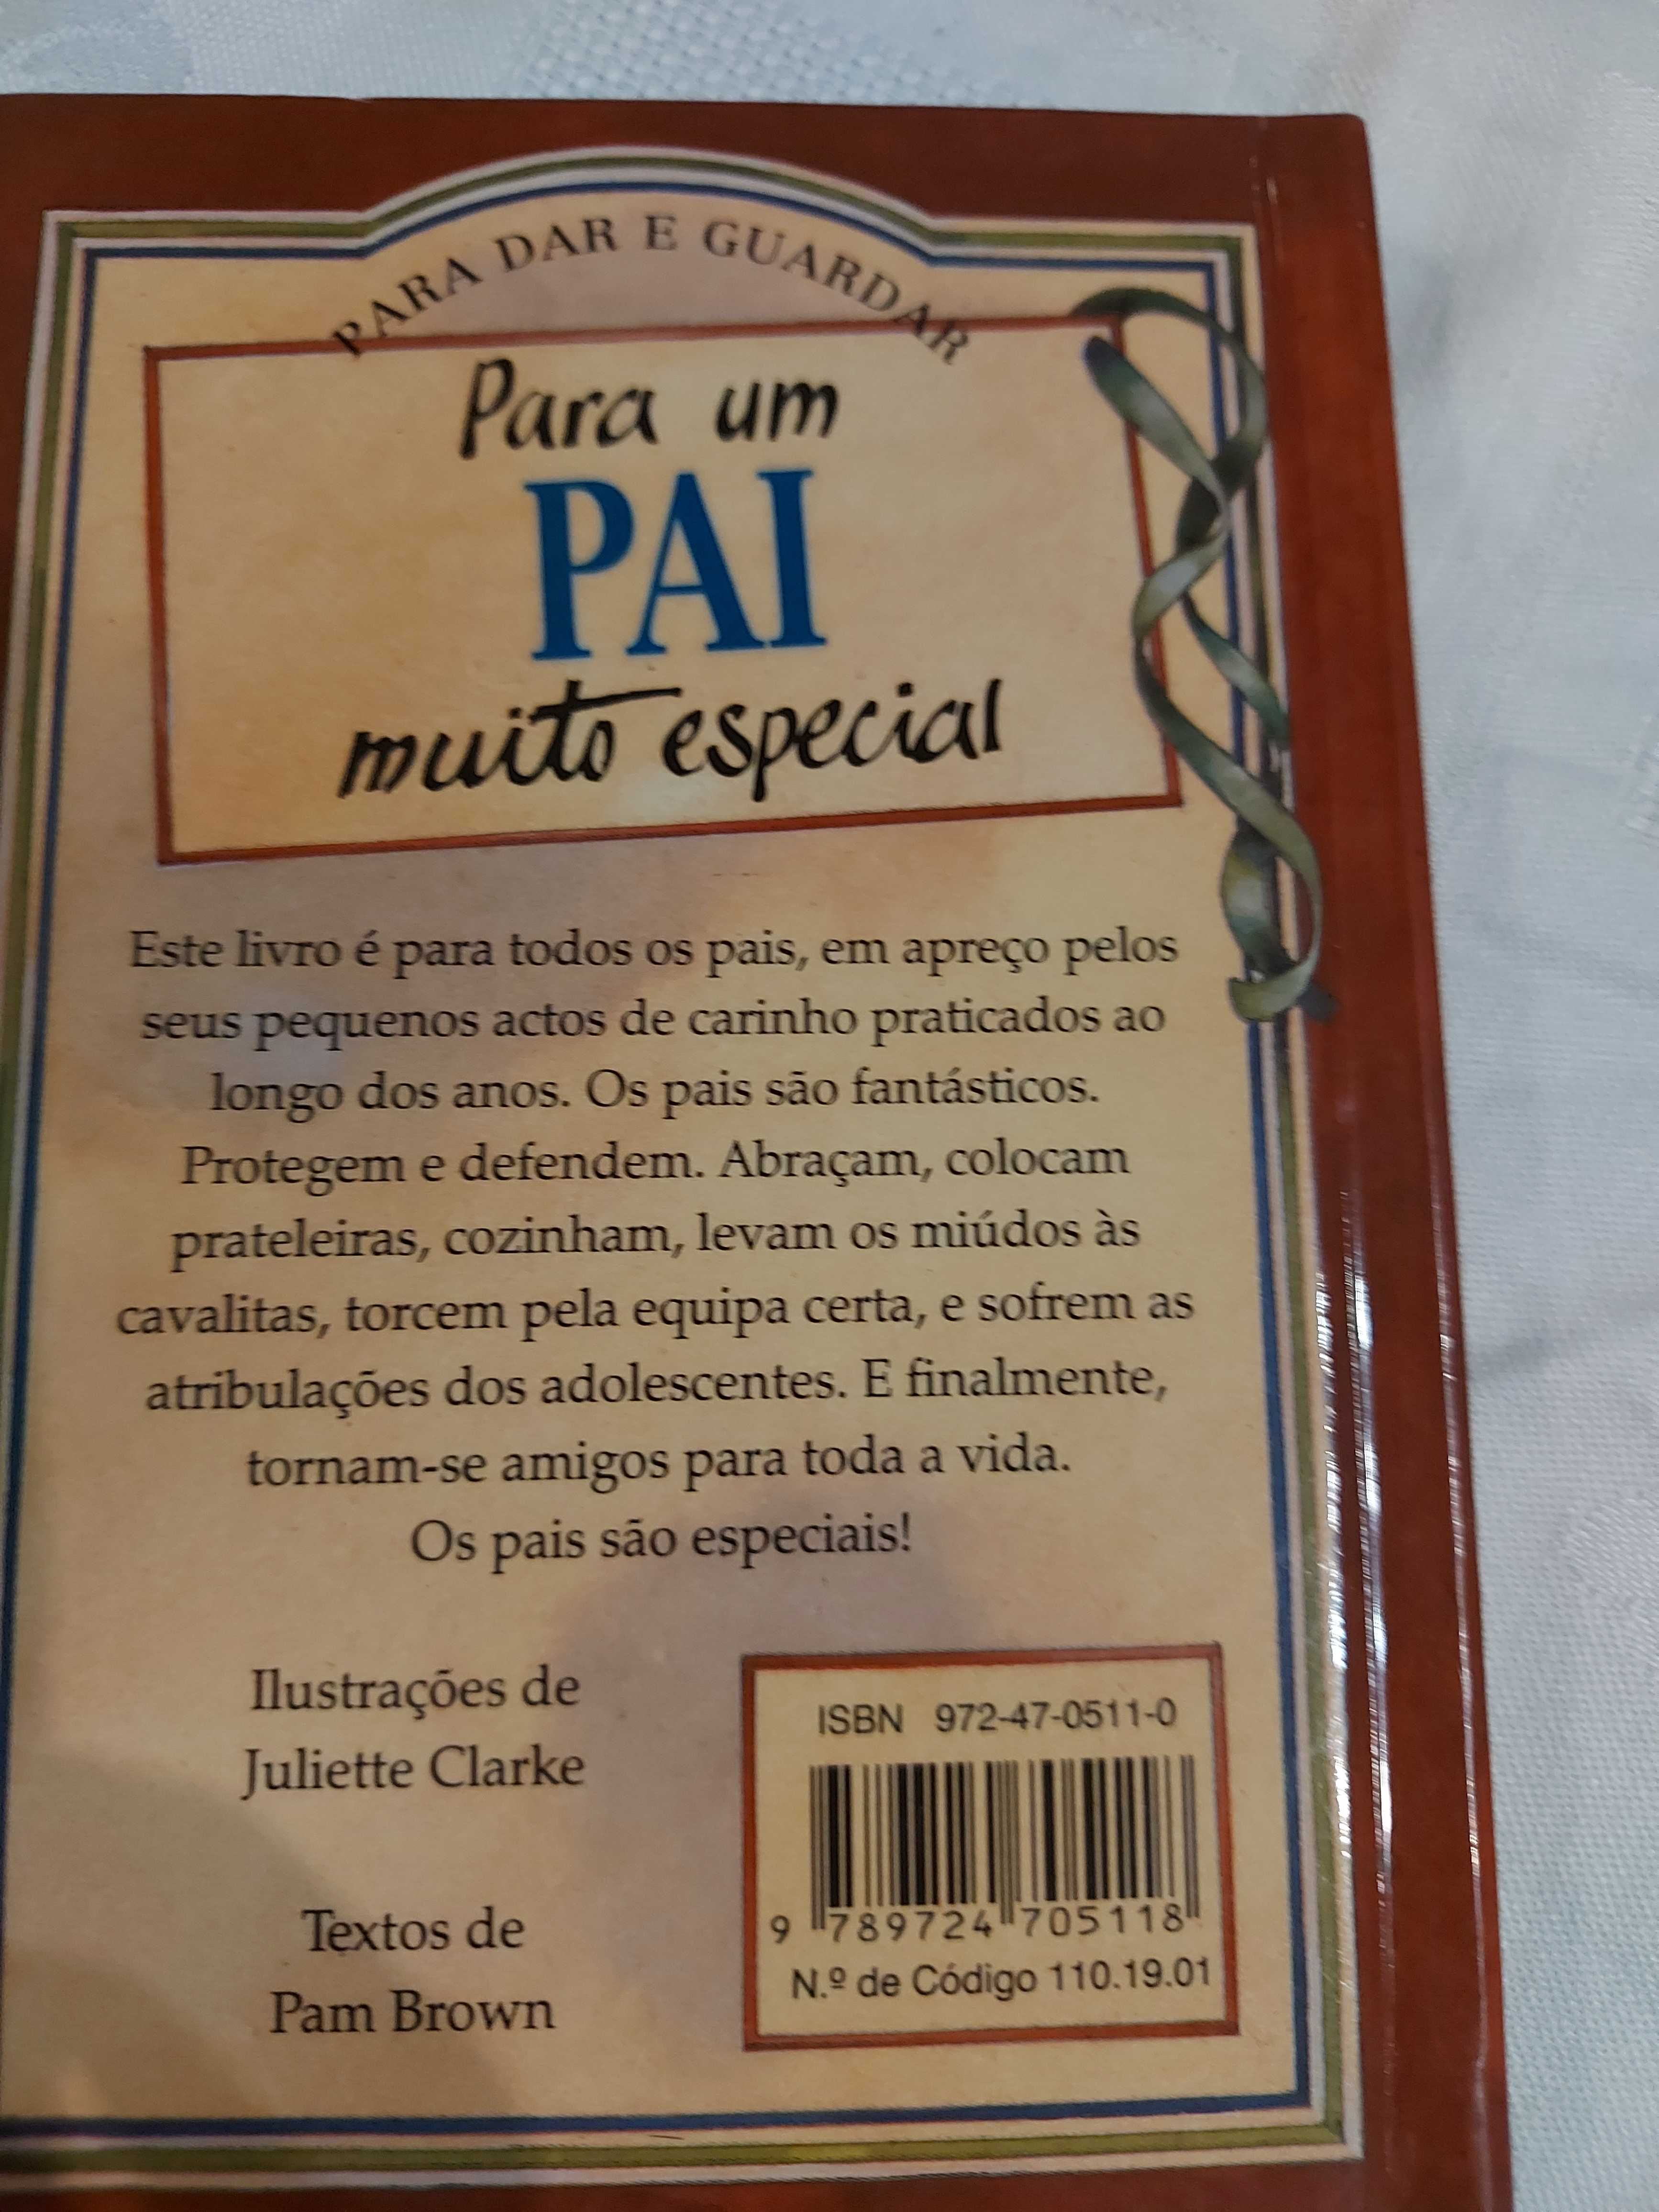 PARA DAR E GUARDAR
Para um
PAI
muito especial
Este livro é para todos os pais, em apreço pelos
seus pequenos actos de carinho praticados ao
longo dos anos. Os pais são fantásticos.
Protegem e defendem. Abraçam, colocam
prateleiras, cozinham, levam os miúdos às
cavalitas, torcem pela equipa certa, e sofrem as
atribulações dos adolescentes. E finalmente,
tornam-se amigos para toda a vida.
Os pais são especiais!
Ilustrações de
Juliette Clarke
Textos de
Pam Brown
ISBN 972-47-0511-0
9 789724 705118
N.º de Código 110.19.01